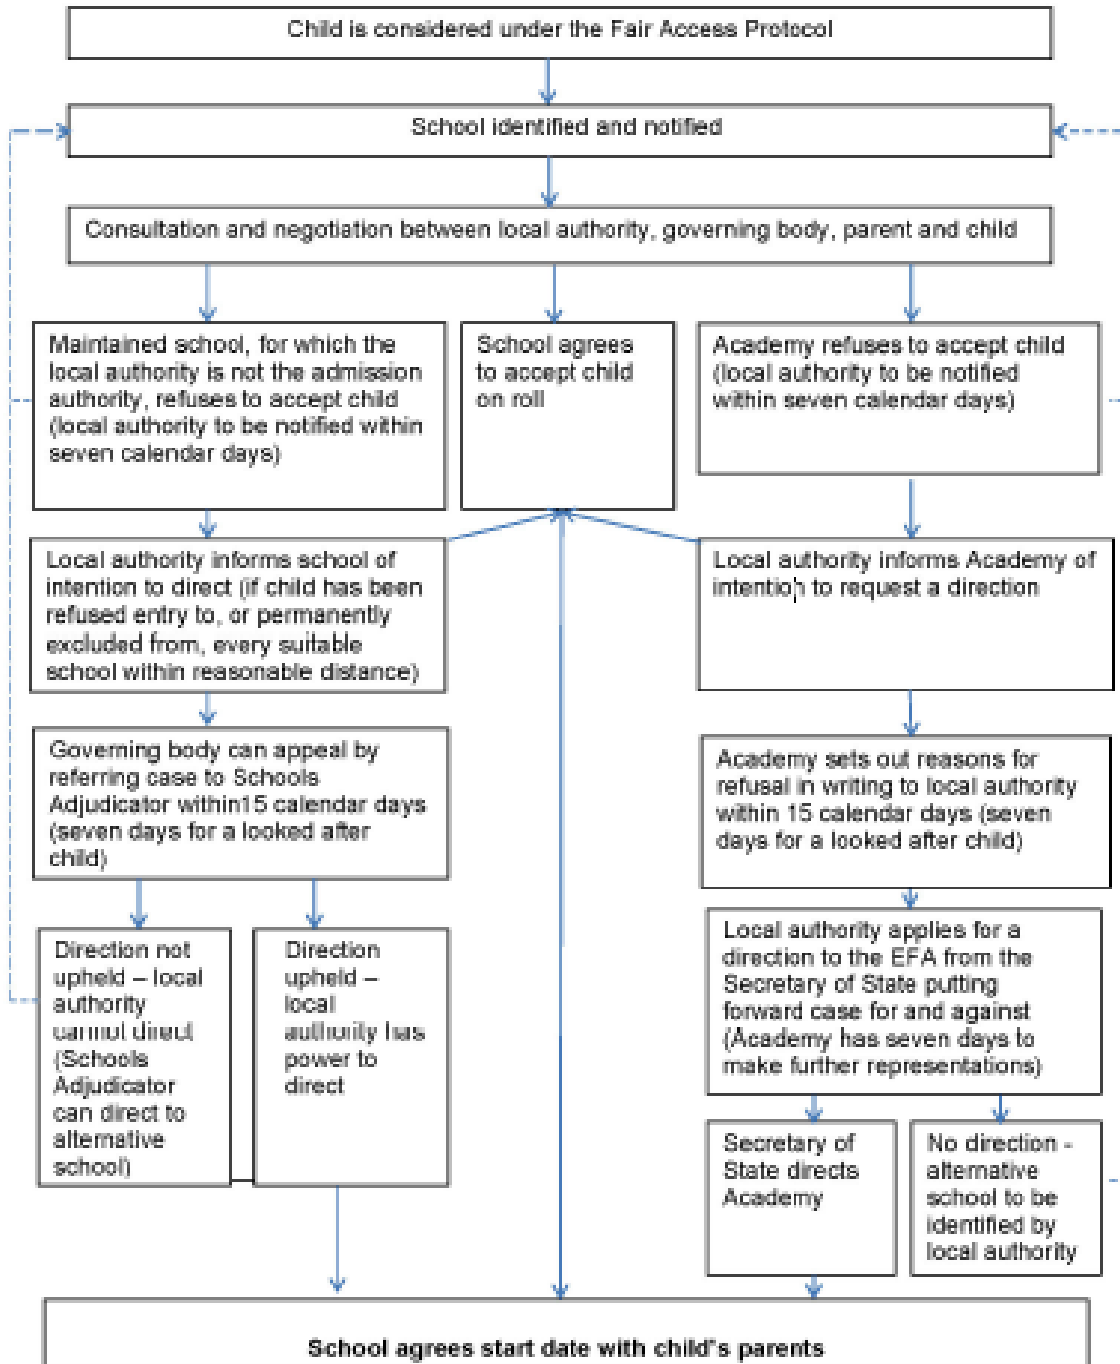 Child is considered under the Fair Access Protocol
School identified and notified
Consultation and negotiation between local authority, governing body, parent and child
Maintained school, for which the
local authority is not the admission
authority, refuses to accept child
(local authority to be notified within
seven calendar days)
School agrees
to accept child
on roll
Academy refuses to accept child
(local authority to be notified
within seven calendar days)
Local authority informs school of
intention to direct (if child has been
refused entry to, or permanently
excluded from, every suitable
school within reasonable distance)
Local authority informs Academy of
intention to request a direction
Governing body can appeal by
referring case to Schools
Adjudicator within15 calendar days
(seven days for a looked after
child)
Academy sets out reasons for
refusal in writing to local authority
within 15 calendar days (seven
days for a looked after child)
Direction not
upheld – local
authority
cannot direct
(Schools
Adjudicator
can direct to
alternative
school)
Direction
upheld –
local
authority has
power to
direct
Local authority applies for a
direction to the EFA from the
Secretary of State putting
forward case for and against
(Academy has seven days to
make further representations)
Secretary of
State directs
Academy
No direction -
alternative
school to be
identified by
local authority
School agrees start date with child's parents